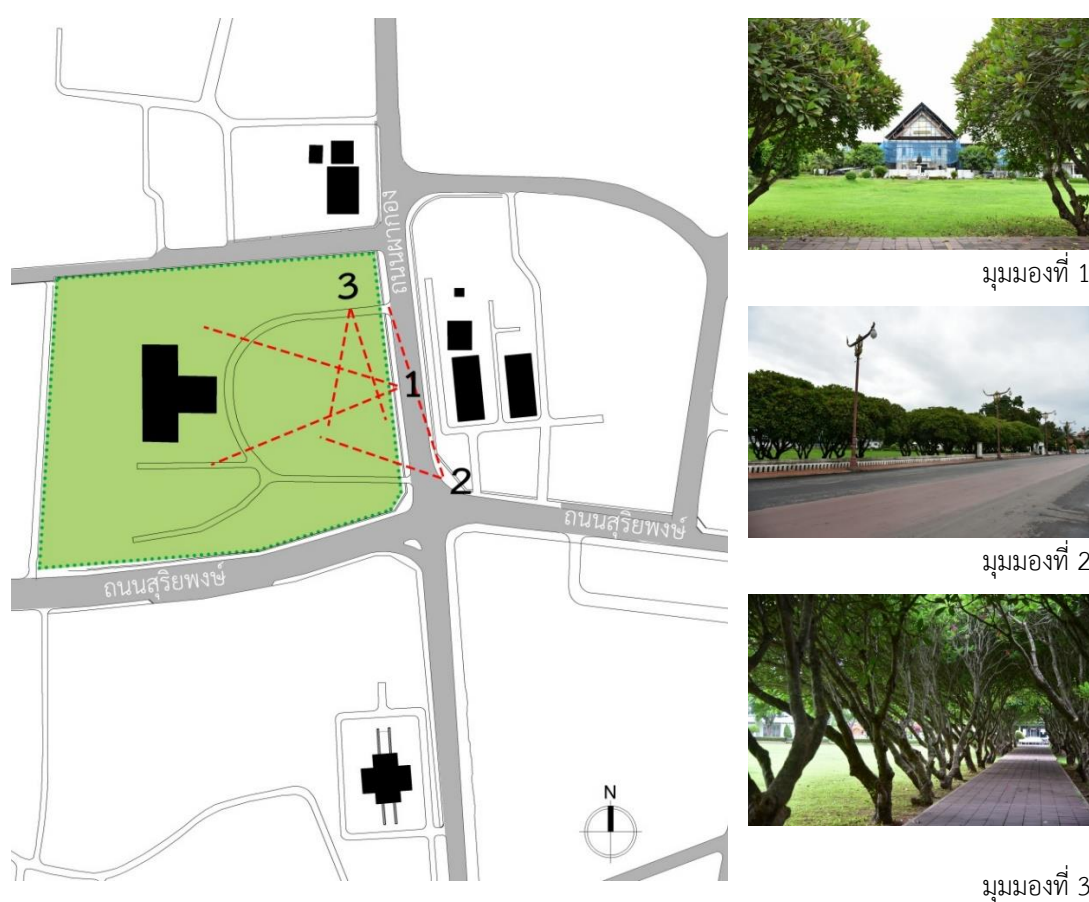 ถนนผากอง
3
1
2
ถนนสุริยพงษ์
ถนนสุริยพงษ์
N
มุมมองที่ 1
มุมมองที่ 2
มุมมองที่ 3